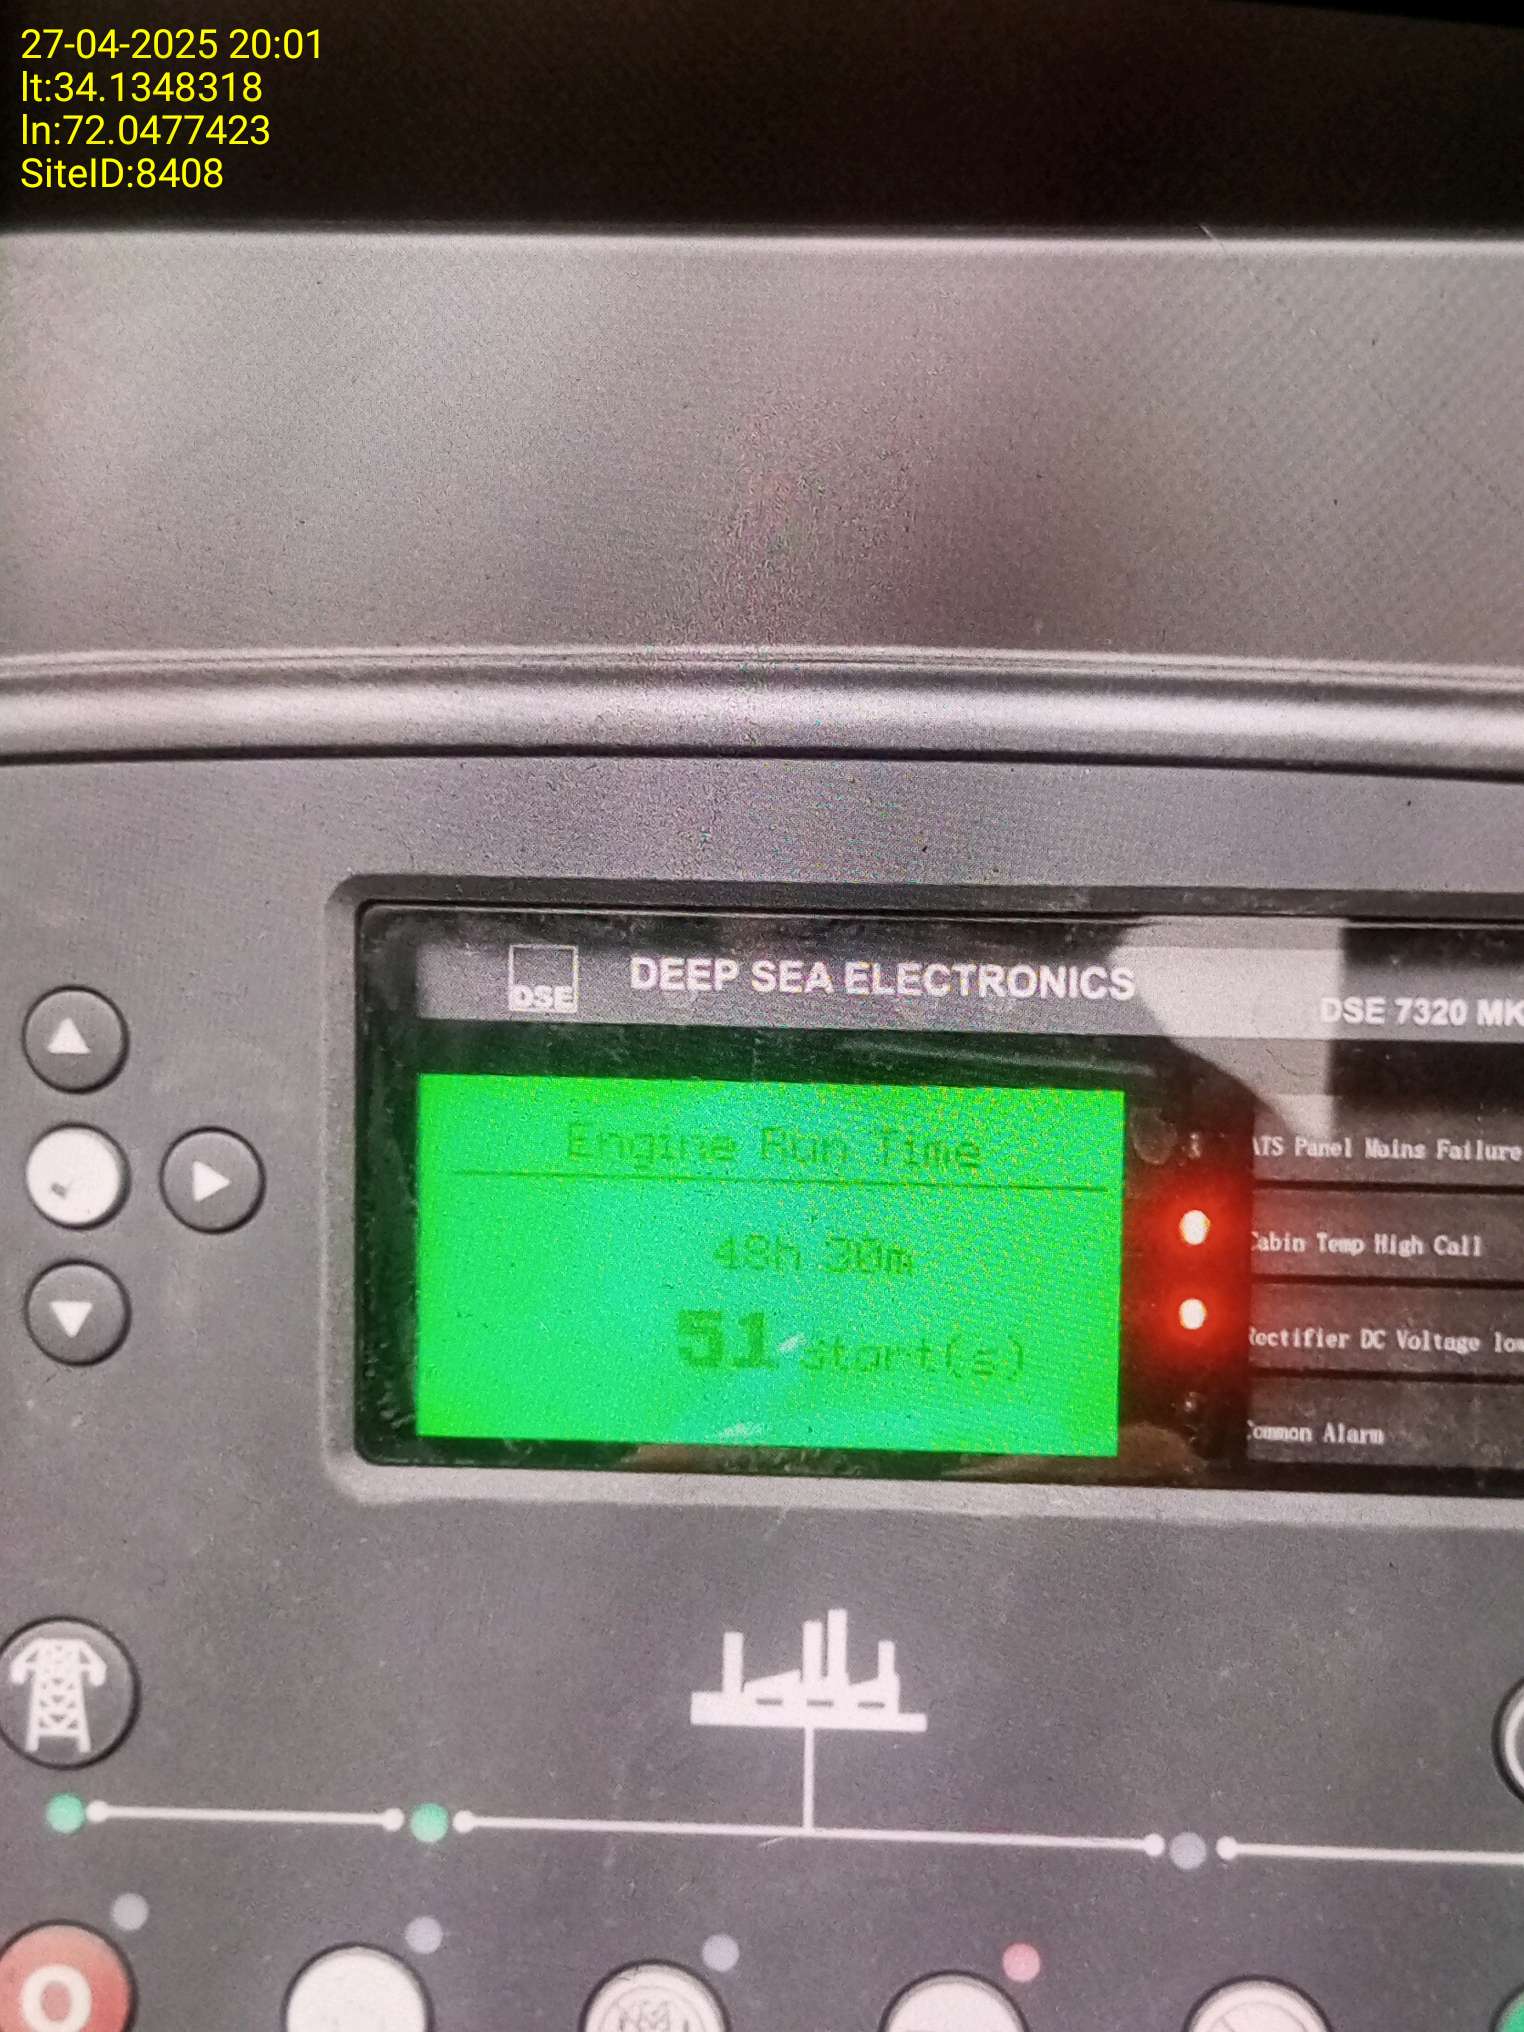 27-04-2025 20:01
lt:34.1348318
ln:72.0477423
SiteID:8408
DSE
DEEP SEA ELECTRONICS
DSE 7320 MK
Engine Run Time
48h 30m
51 start(s)
ATS Panel Mains Failure
Cabin Temp High Call
Rectifier DC Voltage low
Common Alarm
O